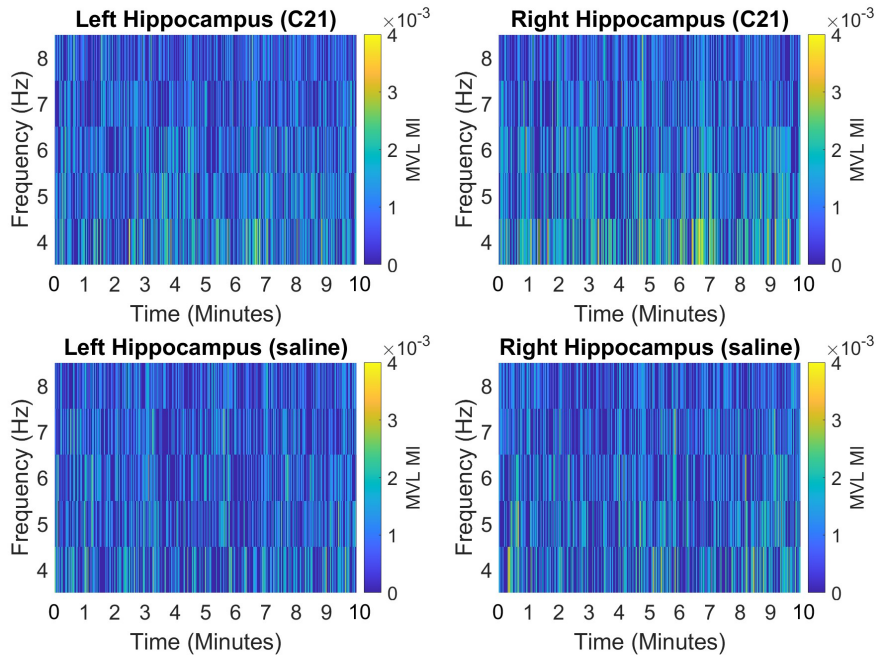 Left Hippocampus (C21)
×10⁻³
Frequency (Hz)
8
7
6
5
4
0 1 2 3 4 5 6 7 8 9 10
Time (Minutes)
4
3
2
1
0
MVL MI
Right Hippocampus (C21)
×10⁻³
Frequency (Hz)
8
7
6
5
4
0 1 2 3 4 5 6 7 8 9 10
Time (Minutes)
4
3
2
1
0
MVL MI
Left Hippocampus (saline)
×10⁻³
Frequency (Hz)
8
7
6
5
4
0 1 2 3 4 5 6 7 8 9 10
Time (Minutes)
4
3
2
1
0
MVL MI
Right Hippocampus (saline)
×10⁻³
Frequency (Hz)
8
7
6
5
4
0 1 2 3 4 5 6 7 8 9 10
Time (Minutes)
4
3
2
1
0
MVL MI